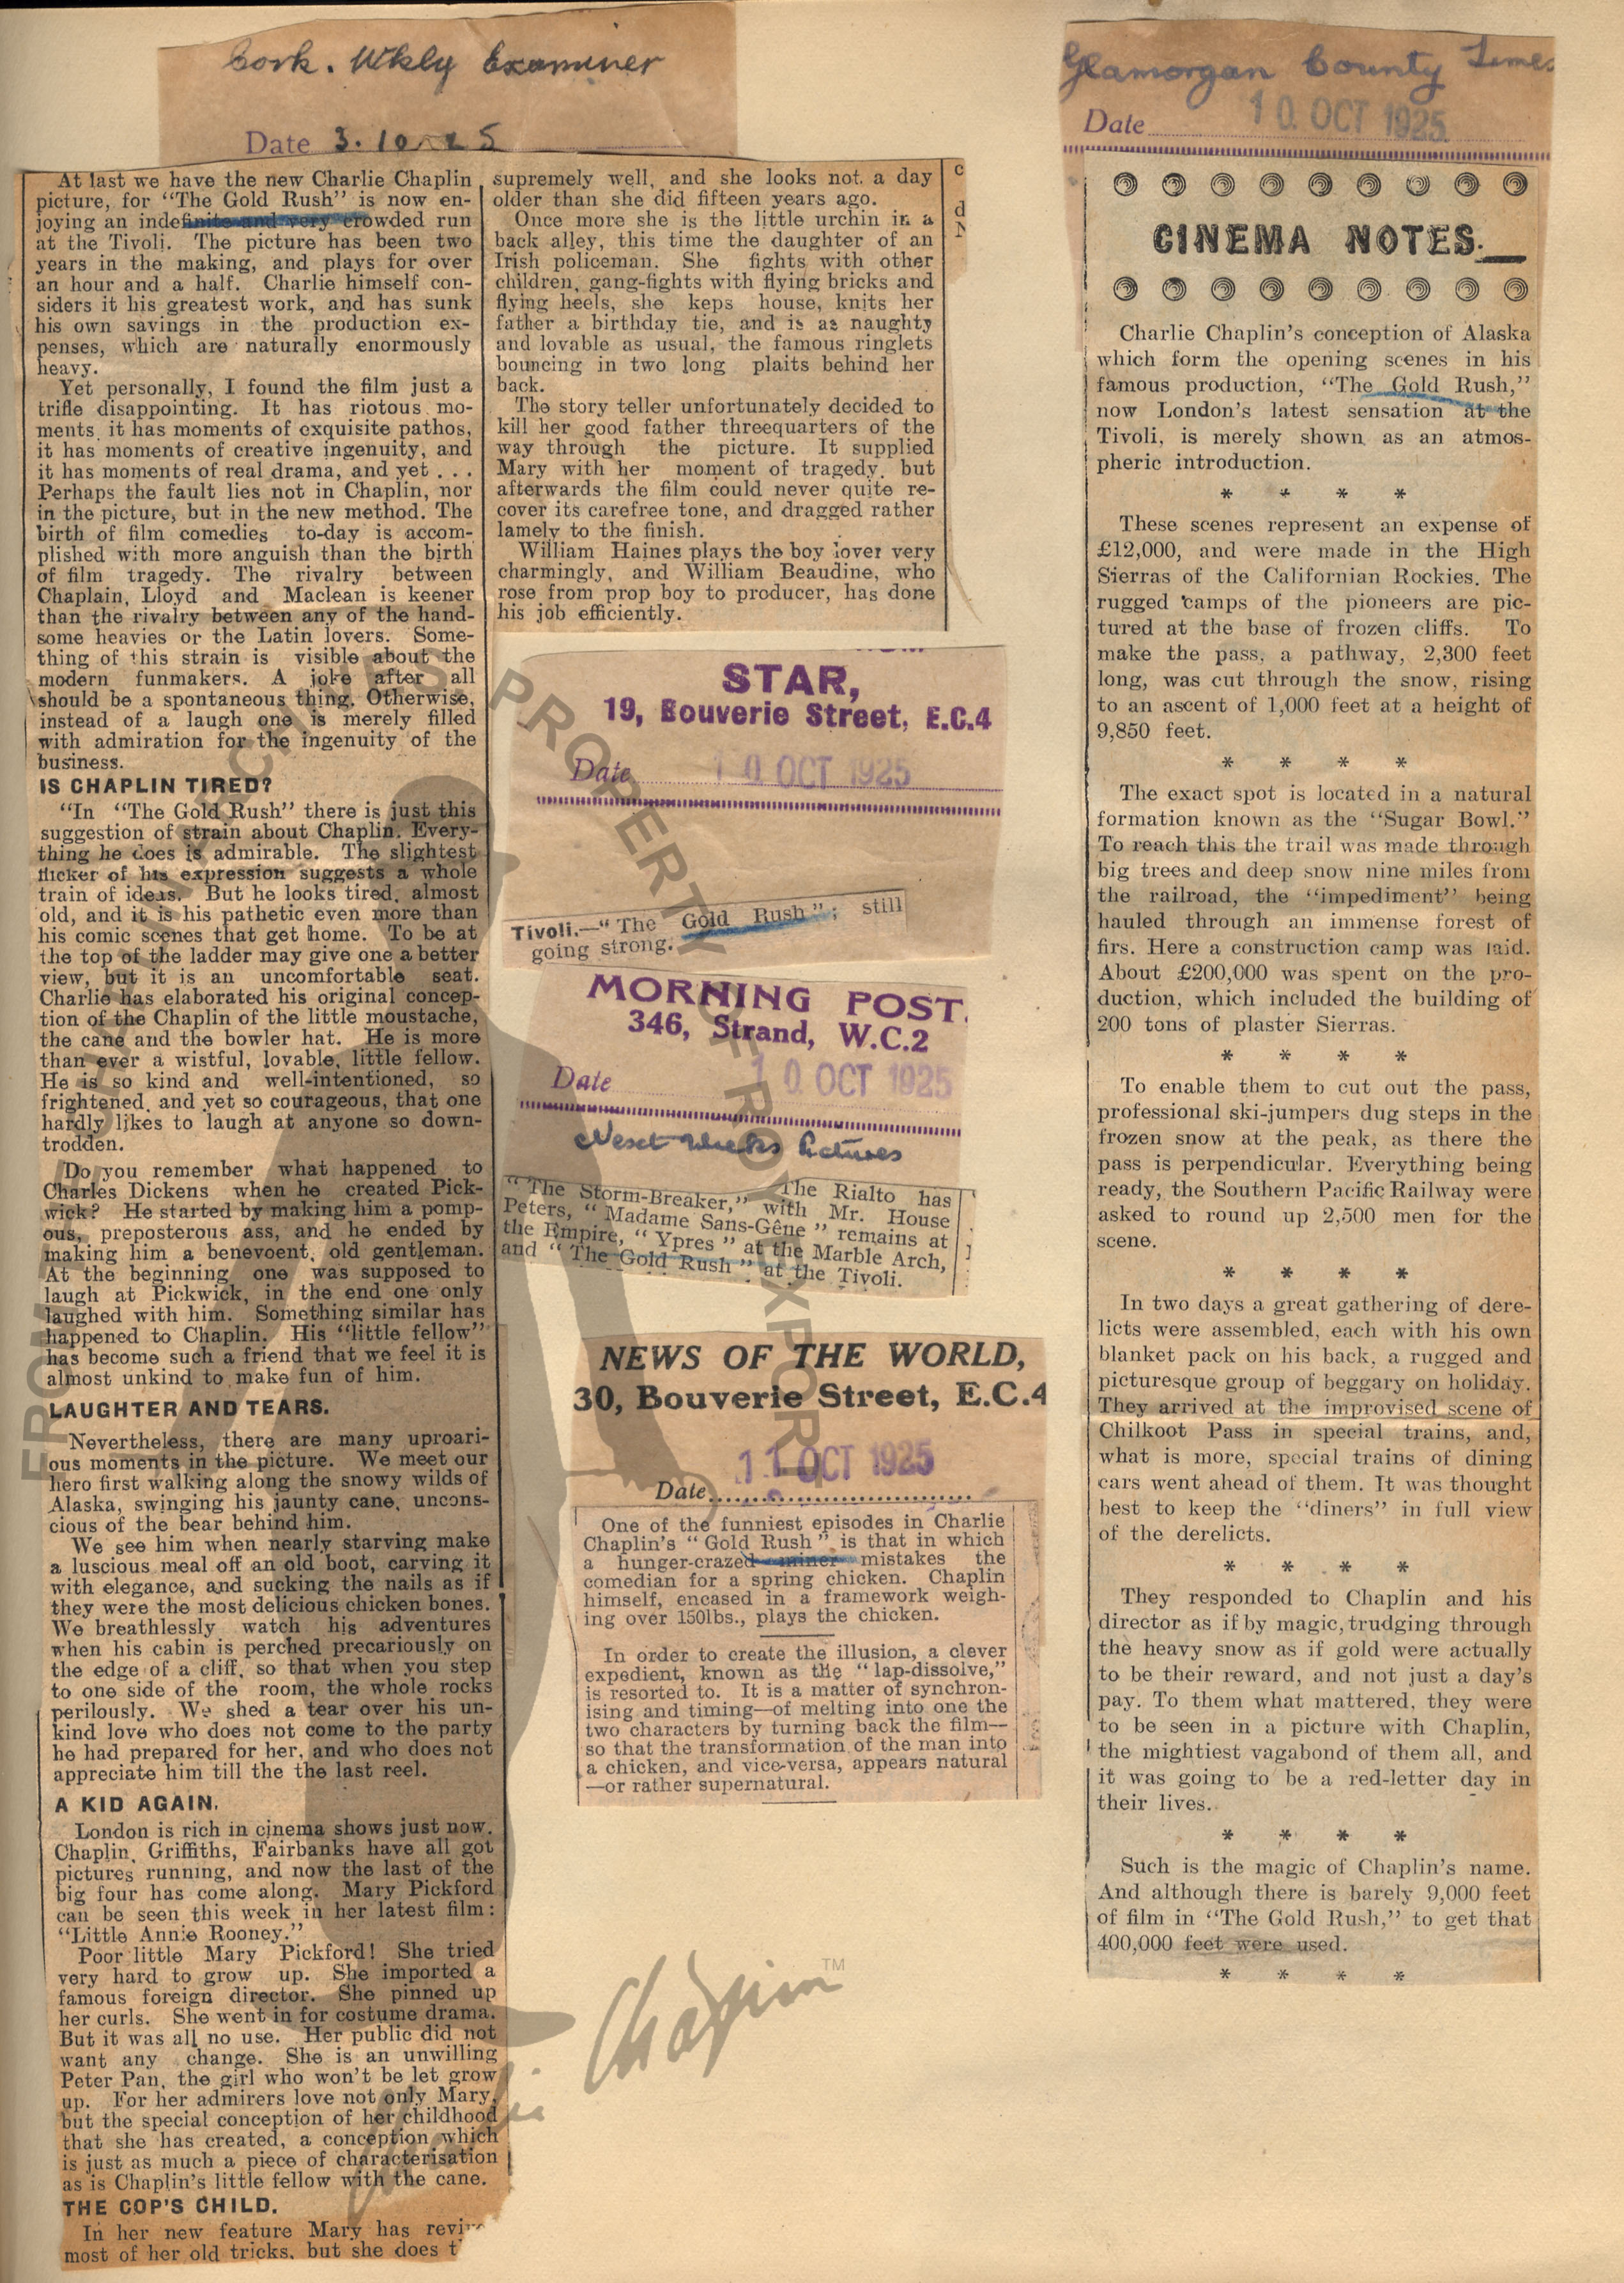 Cork. Wkly Examiner
Date 3.10.25
At last we have the new Charlie Chaplin
picture, for "The Gold Rush" is now en-
joying an indefinite and very crowded run
at the Tivoli. The picture has been two
years in the making, and plays for over
an hour and a half. Charlie himself con-
siders it his greatest work, and has sunk
his own savings in the production ex-
penses, which are naturally enormously
heavy.
Yet personally, I found the film just a
trifle disappointing. It has riotous mo-
ments, it has moments of exquisite pathos,
it has moments of creative ingenuity, and
it has moments of real drama, and yet . . .
Perhaps the fault lies not in Chaplin, nor
in the picture, but in the new method. The
birth of film comedies to-day is accom-
plished with more anguish than the birth
of film tragedy. The rivalry between
Chaplain, Lloyd and Maclean is keener
than the rivalry between any of the hand-
some heavies or the Latin lovers. Some-
thing of this strain is visible about the
modern funmakers. A joke after all
should be a spontaneous thing. Otherwise,
instead of a laugh one is merely filled
with admiration for the ingenuity of the
business.
IS CHAPLIN TIRED?
"In "The Gold Rush" there is just this
suggestion of strain about Chaplin. Every-
thing he does is admirable. The slightest
flicker of his expression suggests a whole
train of ideas. But he looks tired, almost
old, and it is his pathetic even more than
his comic scenes that get home. To be at
the top of the ladder may give one a better
view, but it is an uncomfortable seat.
Charlie has elaborated his original concep-
tion of the Chaplin of the little moustache,
the cane and the bowler hat. He is more
than ever a wistful, lovable, little fellow.
He is so kind and well-intentioned, so
frightened, and yet so courageous, that one
hardly likes to laugh at anyone so down-
trodden.
Do you remember what happened to
Charles Dickens when he created Pick-
wick? He started by making him a pomp-
ous, preposterous ass, and he ended by
making him a benevoent, old gentleman.
At the beginning one was supposed to
laugh at Pickwick, in the end one only
laughed with him. Something similar has
happened to Chaplin. His "little fellow"
has become such a friend that we feel it is
almost unkind to make fun of him.
LAUGHTER AND TEARS.
Nevertheless, there are many uproari-
ous moments in the picture. We meet our
hero first walking along the snowy wilds of
Alaska, swinging his jaunty cane, uncons-
cious of the bear behind him.
We see him when nearly starving make
a luscious meal off an old boot, carving it
with elegance, and sucking the nails as if
they were the most delicious chicken bones.
We breathlessly watch his adventures
when his cabin is perched precariously on
the edge of a cliff, so that when you step
to one side of the room, the whole rocks
perilously. We shed a tear over his un-
kind love who does not come to the party
he had prepared for her, and who does not
appreciate him till the the last reel.
A KID AGAIN.
London is rich in cinema shows just now.
Chaplin, Griffiths, Fairbanks have all got
pictures running, and now the last of the
big four has come along. Mary Pickford
can be seen this week in her latest film:
"Little Annie Rooney."
Poor little Mary Pickford! She tried
very hard to grow up. She imported a
famous foreign director. She pinned up
her curls. She went in for costume drama.
But it was all no use. Her public did not
want any change. She is an unwilling
Peter Pan, the girl who won't be let grow
up. For her admirers love not only Mary,
but the special conception of her childhood
that she has created, a conception which
is just as much a piece of characterisation
as is Chaplin's little fellow with the cane.
THE COP'S CHILD.
In her new feature Mary has
most of her old tricks, but she does
supremely well, and she looks not a day
older than she did fifteen years ago.
Once more she is the little urchin in a
back alley, this time the daughter of an
Irish policeman. She fights with other
children, gang-fights with flying bricks and
flying heels, she keps house, knits her
father a birthday tie, and is as naughty
and lovable as usual, the famous ringlets
bouncing in two long plaits behind her
back.
The story teller unfortunately decided to
kill her good father threequarters of the
way through the picture. It supplied
Mary with her moment of tragedy, but
afterwards the film could never quite re-
cover its carefree tone, and dragged rather
lamely to the finish.
William Haines plays the boy lover very
charmingly, and William Beaudine, who
rose from prop boy to producer, has done
his job efficiently.
STAR,
19, Bouverie Street, E.C.4
Date 10 OCT 1925
Tivoli.—"The Gold Rush"; still
going strong.
MORNING POST.
346, Strand, W.C.2
Date 10 OCT 1925
Next weeks Pictures
"The Storm-Breaker," with Mr. House
Peters, "Madame Sans-Gêne" remains at
the Empire, "Ypres" at the Marble Arch,
and "The Gold Rush" at the Tivoli.
The Rialto has
NEWS OF THE WORLD,
30, Bouverie Street, E.C.4
11 OCT 1925
Date
One of the funniest episodes in Charlie
Chaplin's "Gold Rush" is that in which
a hunger-crazed miner mistakes the
comedian for a spring chicken. Chaplin
himself, encased in a framework weigh-
ing over 150lbs., plays the chicken.
In order to create the illusion, a clever
expedient, known as the "lap-dissolve,"
is resorted to. It is a matter of synchron-
ising and timing—of melting into one the
two characters by turning back the film—
so that the transformation of the man into
a chicken, and vice-versa, appears natural
—or rather supernatural.
Glamorgan County Times
Date 10 OCT 1925
CINEMA NOTES.
Charlie Chaplin's conception of Alaska
which form the opening scenes in his
famous production, "The Gold Rush,"
now London's latest sensation at the
Tivoli, is merely shown as an atmos-
pheric introduction.
* * * *
These scenes represent an expense of
£12,000, and were made in the High
Sierras of the Californian Rockies. The
rugged camps of the pioneers are pic-
tured at the base of frozen cliffs. To
make the pass, a pathway, 2,300 feet
long, was cut through the snow, rising
to an ascent of 1,000 feet at a height of
9,850 feet.
* * * *
The exact spot is located in a natural
formation known as the "Sugar Bowl."
To reach this the trail was made through
big trees and deep snow nine miles from
the railroad, the "impediment" being
hauled through an immense forest of
firs. Here a construction camp was laid.
About £200,000 was spent on the pro-
duction, which included the building of
200 tons of plaster Sierras.
* * * *
To enable them to cut out the pass,
professional ski-jumpers dug steps in the
frozen snow at the peak, as there the
pass is perpendicular. Everything being
ready, the Southern Pacific Railway were
asked to round up 2,500 men for the
scene.
* * * *
In two days a great gathering of dere-
licts were assembled, each with his own
blanket pack on his back, a rugged and
picturesque group of beggary on holiday.
They arrived at the improvised scene of
Chilkoot Pass in special trains, and,
what is more, special trains of dining
cars went ahead of them. It was thought
best to keep the "diners" in full view
of the derelicts.
* * * *
They responded to Chaplin and his
director as if by magic, trudging through
the heavy snow as if gold were actually
to be their reward, and not just a day's
pay. To them what mattered, they were
to be seen in a picture with Chaplin,
the mightiest vagabond of them all, and
it was going to be a red-letter day in
their lives.
* * * *
Such is the magic of Chaplin's name.
And although there is barely 9,000 feet
of film in "The Gold Rush," to get that
400,000 feet were used.
* * * *
Charlie Chaplin™